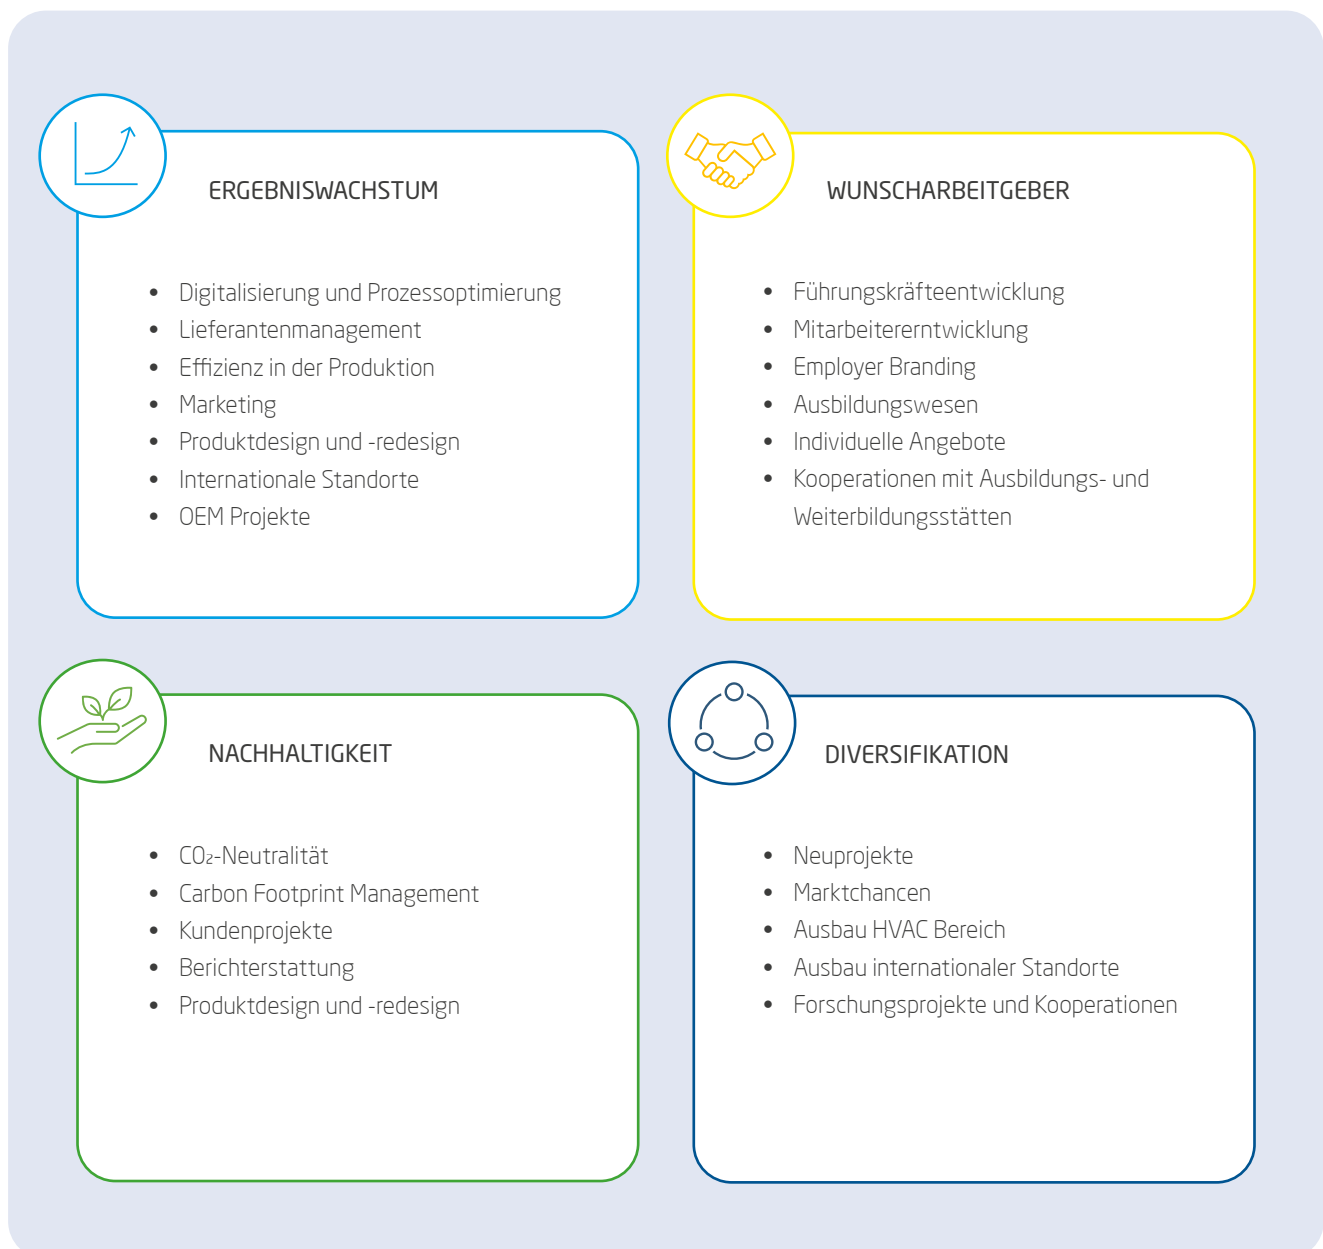 ERGEBNISWACHSTUM
• Digitalisierung und Prozessoptimierung
• Lieferantenmanagement
• Effizienz in der Produktion
• Marketing
• Produktdesign und -redesign
• Internationale Standorte
• OEM Projekte
WUNSCHARBEITGEBER
• Führungskräfteentwicklung
• Mitarbeitererntwicklung
• Employer Branding
• Ausbildungswesen
• Individuelle Angebote
• Kooperationen mit Ausbildungs- und
Weiterbildungsstätten
NACHHALTIGKEIT
• CO₂-Neutralität
• Carbon Footprint Management
• Kundenprojekte
• Berichterstattung
• Produktdesign und -redesign
DIVERSIFIKATION
• Neuprojekte
• Marktchancen
• Ausbau HVAC Bereich
• Ausbau internationaler Standorte
• Forschungsprojekte und Kooperationen